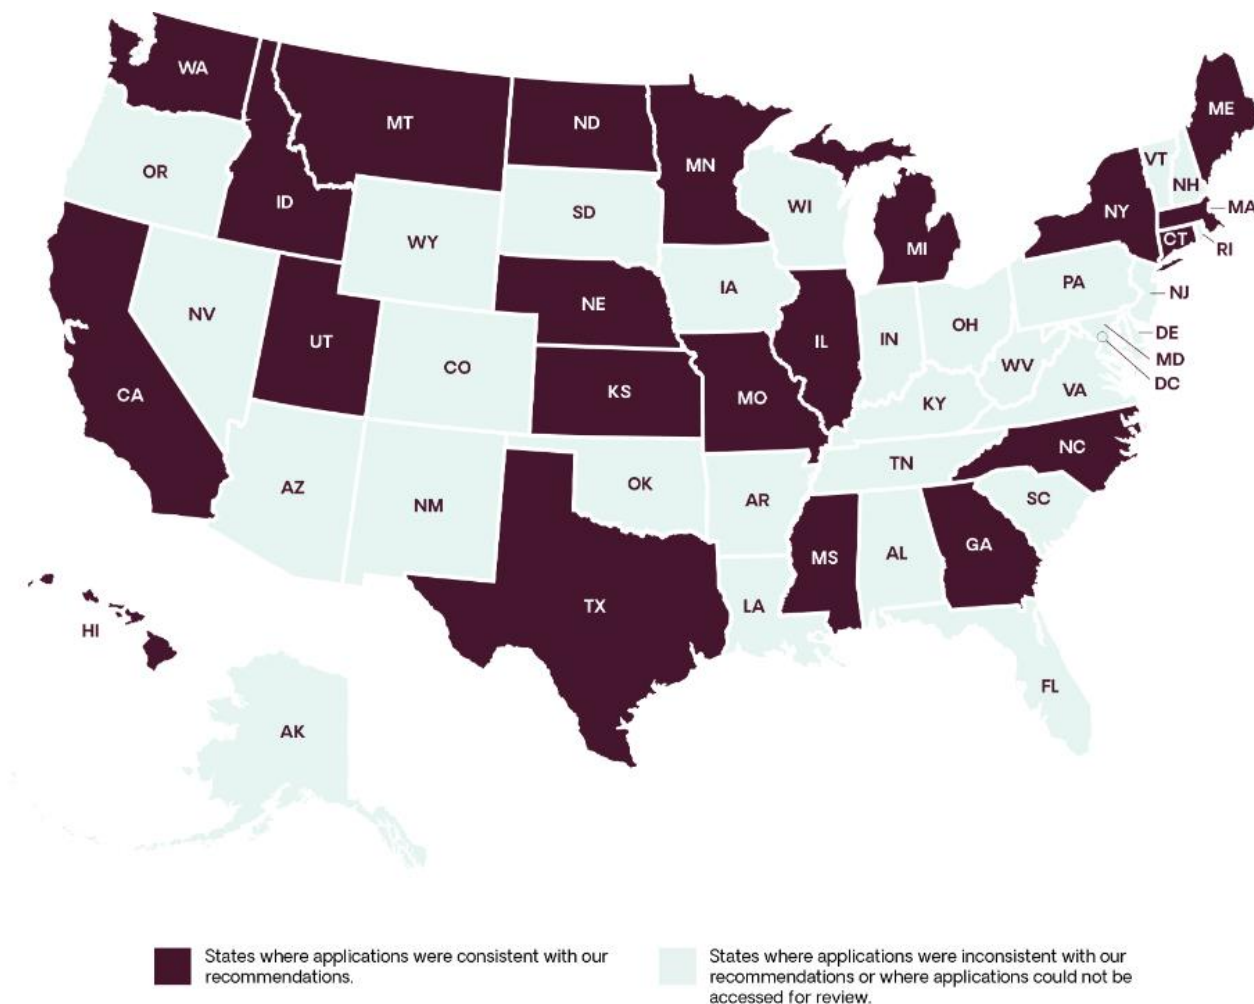 WA
MT
ND
MN
ME
VT
NH
OR
ID
SD
WI
NY
MA
WY
MI
CT
RI
NV
UT
NE
IA
PA
NJ
CO
IL
IN
OH
DE
MD
DC
CA
KS
MO
WV
VA
KY
AZ
NM
OK
AR
TN
NC
SC
TX
LA
MS
AL
GA
HI
AK
FL
States where applications were consistent with our
recommendations.
States where applications were inconsistent with our
recommendations or where applications could not be
accessed for review.